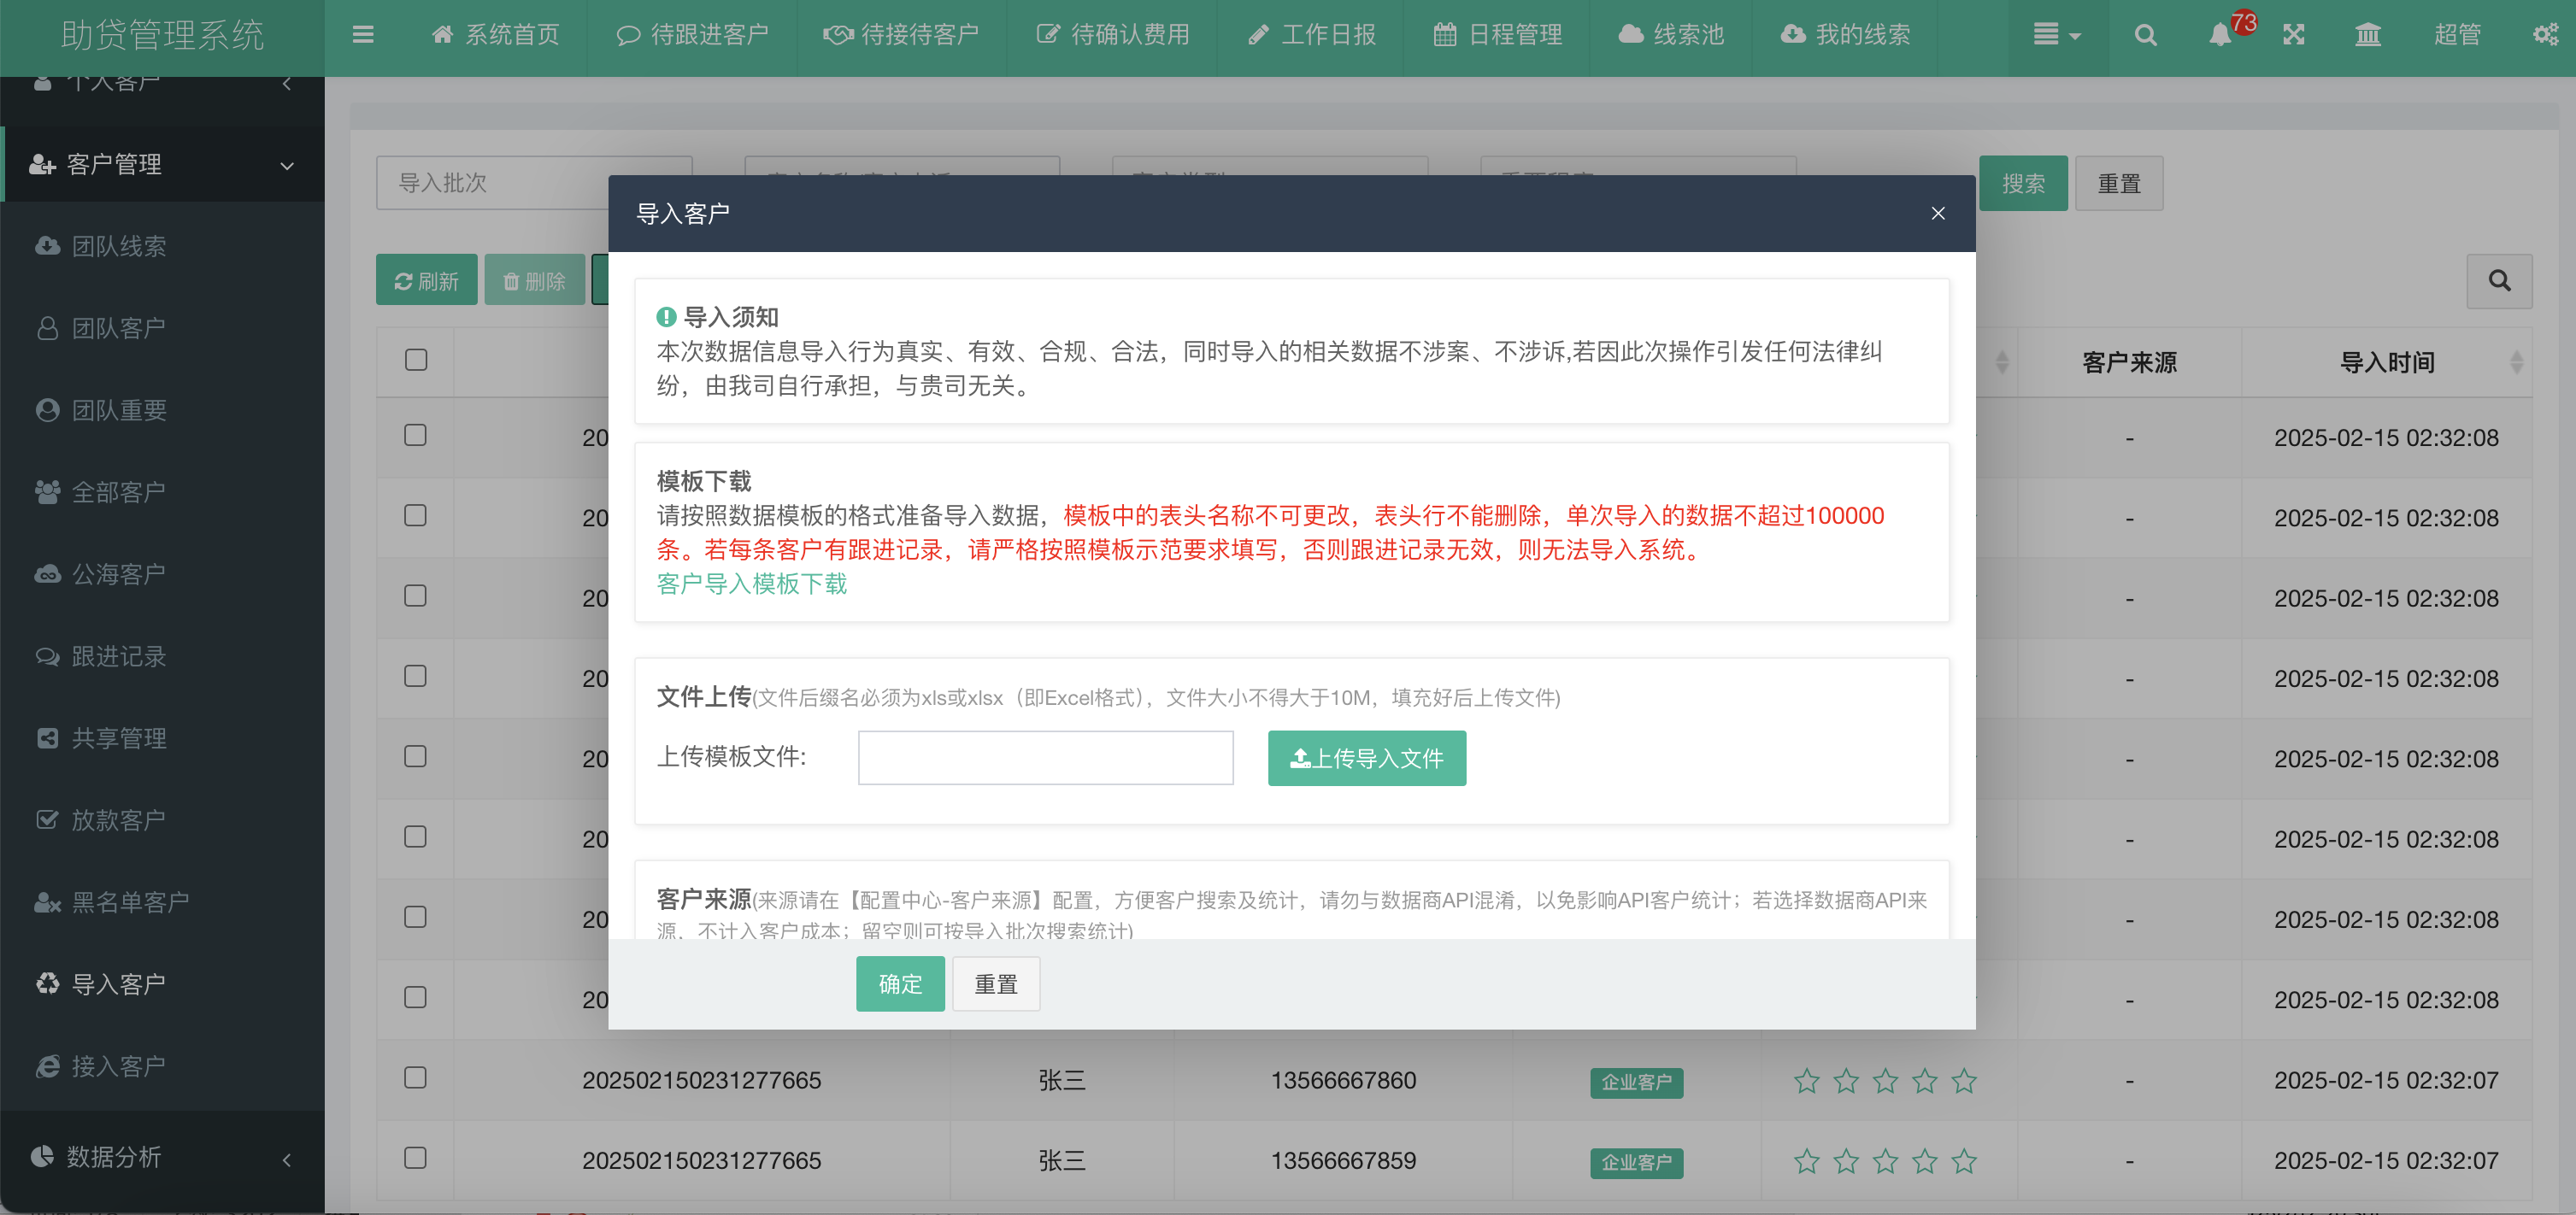 助贷管理系统
系统首页
待跟进客户
待接待客户
待确认费用
工作日报
日程管理
线索池
我的线索
73
超管
个人客户
客户管理
团队线索
团队客户
团队重要
全部客户
公海客户
跟进记录
共享管理
放款客户
黑名单客户
导入客户
接入客户
数据分析
导入批次
搜索
重置
刷新
删除
客户来源
导入时间
20
-
2025-02-15 02:32:08
20
-
2025-02-15 02:32:08
20
-
2025-02-15 02:32:08
20
-
2025-02-15 02:32:08
20
-
2025-02-15 02:32:08
20
-
2025-02-15 02:32:08
20
-
2025-02-15 02:32:08
20
-
2025-02-15 02:32:08
202502150231277665
张三
13566667860
企业客户
-
2025-02-15 02:32:07
202502150231277665
张三
13566667859
企业客户
-
2025-02-15 02:32:07
导入客户
导入须知
本次数据信息导入行为真实、有效、合规、合法，同时导入的相关数据不涉案、不涉诉,若因此次操作引发任何法律纠
纷，由我司自行承担，与贵司无关。
模板下载
请按照数据模板的格式准备导入数据，模板中的表头名称不可更改，表头行不能删除，单次导入的数据不超过100000
条。若每条客户有跟进记录，请严格按照模板示范要求填写，否则跟进记录无效，则无法导入系统。
客户导入模板下载
文件上传(文件后缀名必须为xls或xlsx（即Excel格式），文件大小不得大于10M，填充好后上传文件)
上传模板文件:
上传导入文件
客户来源(来源请在【配置中心-客户来源】配置，方便客户搜索及统计，请勿与数据商API混淆，以免影响API客户统计；若选择数据商API来
源，不计入客户成本；留空则可按导入批次搜索统计)
确定
重置